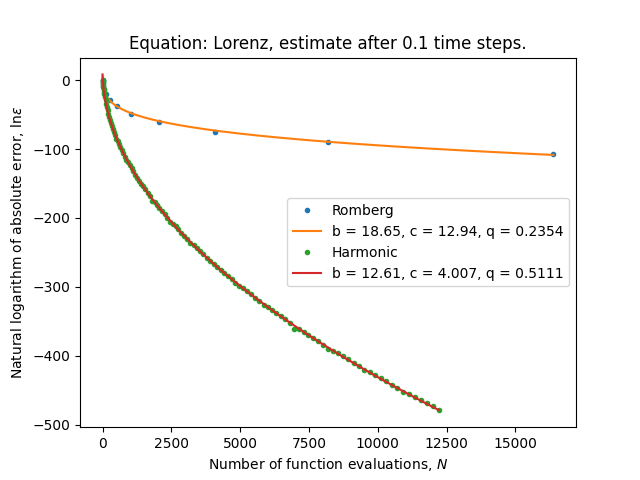 Equation: Lorenz, estimate after 0.1 time steps.
Natural logarithm of absolute error, lnε
0
−100
−200
−300
−400
−500
Romberg
b = 18.65, c = 12.94, q = 0.2354
Harmonic
b = 12.61, c = 4.007, q = 0.5111
0 2500 5000 7500 10000 12500 15000
Number of function evaluations, N